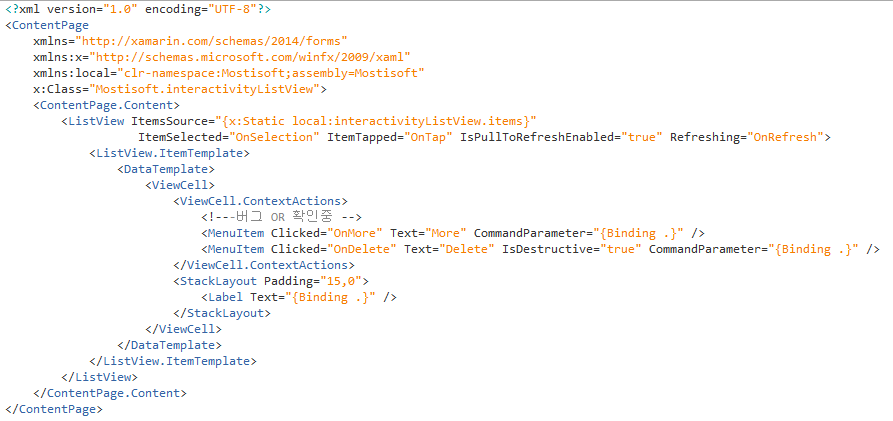 <?xml version="1.0" encoding="UTF-8"?>
<ContentPage
    xmlns="http://xamarin.com/schemas/2014/forms"
    xmlns:x="http://schemas.microsoft.com/winfx/2009/xaml"
    xmlns:local="clr-namespace:Mostisoft;assembly=Mostisoft"
    x:Class="Mostisoft.interactivityListView">
    <ContentPage.Content>
        <ListView ItemsSource="{x:Static local:interactivityListView.items}"
                   ItemSelected="OnSelection" ItemTapped="OnTap" IsPullToRefreshEnabled="true" Refreshing="OnRefresh">
            <ListView.ItemTemplate>
                <DataTemplate>
                    <ViewCell>
                        <ViewCell.ContextActions>
                            <!---버그 OR 확인중 -->
                            <MenuItem Clicked="OnMore" Text="More" CommandParameter="{Binding .}" />
                            <MenuItem Clicked="OnDelete" Text="Delete" IsDestructive="true" CommandParameter="{Binding .}" />
                        </ViewCell.ContextActions>
                        <StackLayout Padding="15,0">
                            <Label Text="{Binding .}" />
                        </StackLayout>
                    </ViewCell>
                </DataTemplate>
            </ListView.ItemTemplate>
        </ListView>
    </ContentPage.Content>
</ContentPage>